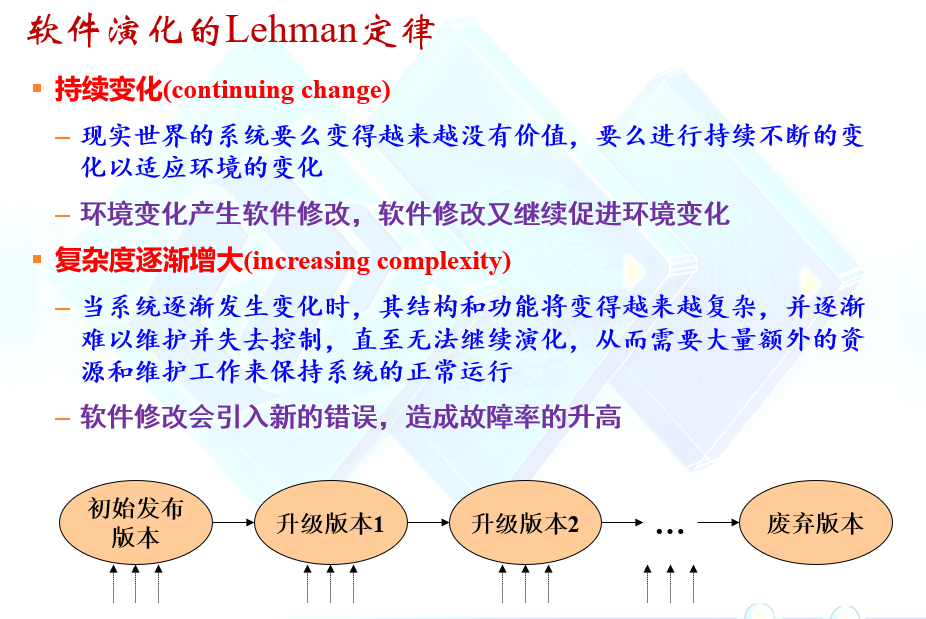 软件演化的Lehman定律
▪ 持续变化(continuing change)
– 现实世界的系统要么变得越来越没有价值，要么进行持续不断的变
化以适应环境的变化
– 环境变化产生软件修改，软件修改又继续促进环境变化
▪ 复杂度逐渐增大(increasing complexity)
– 当系统逐渐发生变化时，其结构和功能将变得越来越复杂，并逐渐
难以维护并失去控制，直至无法继续演化，从而需要大量额外的资
源和维护工作来保持系统的正常运行
– 软件修改会引入新的错误，造成故障率的升高
初始发布
版本
升级版本1
升级版本2
…
废弃版本